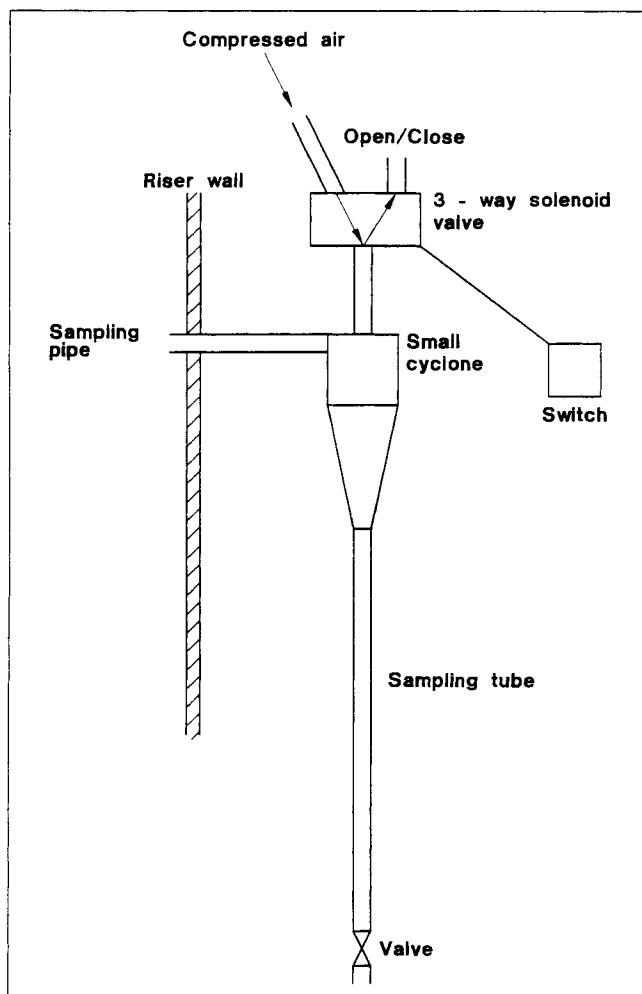 Compressed air
Open/Close
Riser wall
3 - way solenoid
valve
Sampling
pipe
Small
cyclone
Switch
Sampling tube
Valve